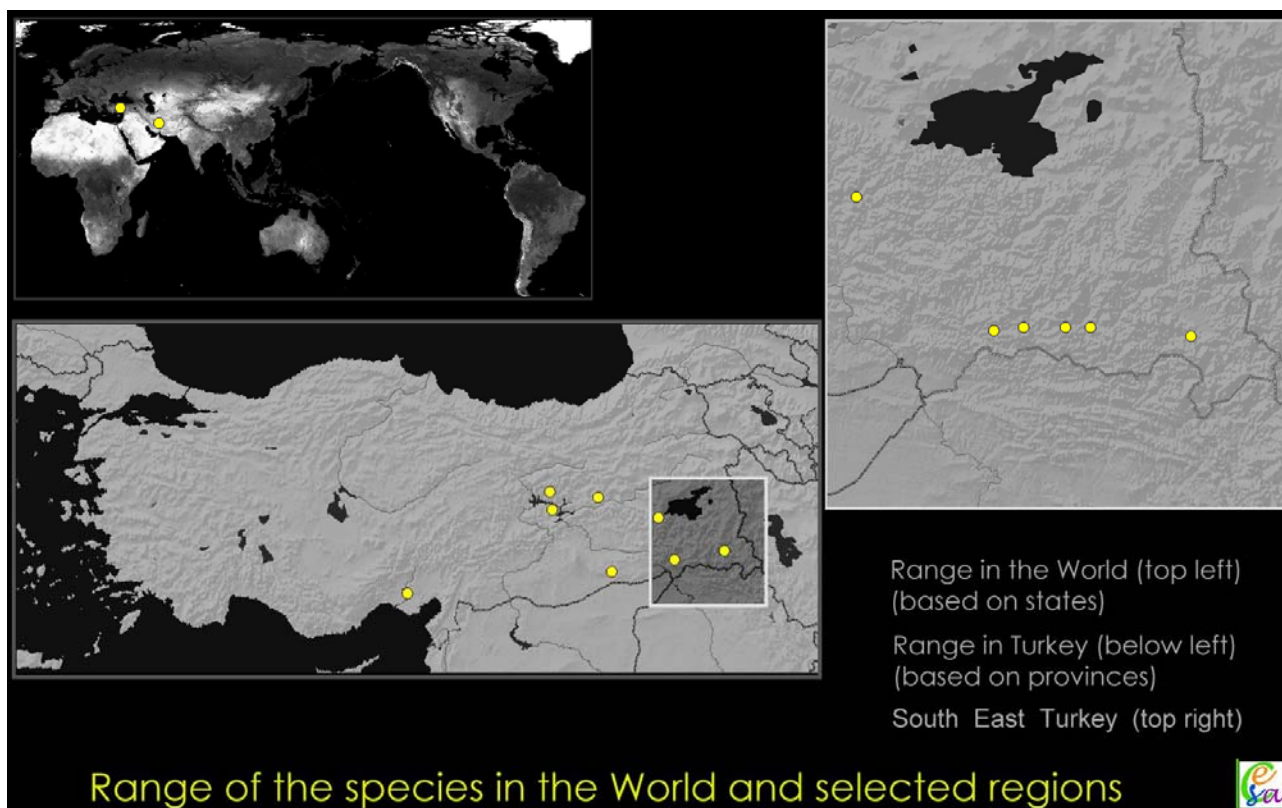 Range in the World (top left)
(based on states)
Range in Turkey (below left)
(based on provinces)
South East Turkey (top right)
Range of the species in the World and selected regions